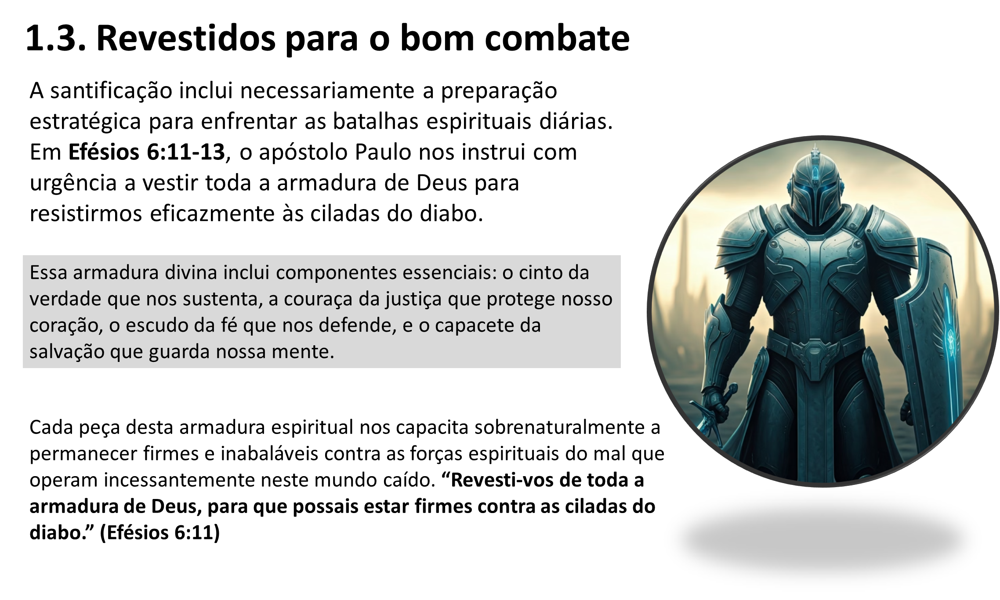 1.3. Revestidos para o bom combate
A santificação inclui necessariamente a preparação
estratégica para enfrentar as batalhas espirituais diárias.
Em Efésios 6:11-13, o apóstolo Paulo nos instrui com
urgência a vestir toda a armadura de Deus para
resistirmos eficazmente às ciladas do diabo.
Essa armadura divina inclui componentes essenciais: o cinto da
verdade que nos sustenta, a couraça da justiça que protege nosso
coração, o escudo da fé que nos defende, e o capacete da
salvação que guarda nossa mente.
Cada peça desta armadura espiritual nos capacita sobrenaturalmente a
permanecer firmes e inabaláveis contra as forças espirituais do mal que
operam incessantemente neste mundo caído. “Revesti-vos de toda a
armadura de Deus, para que possais estar firmes contra as ciladas do
diabo.” (Efésios 6:11)